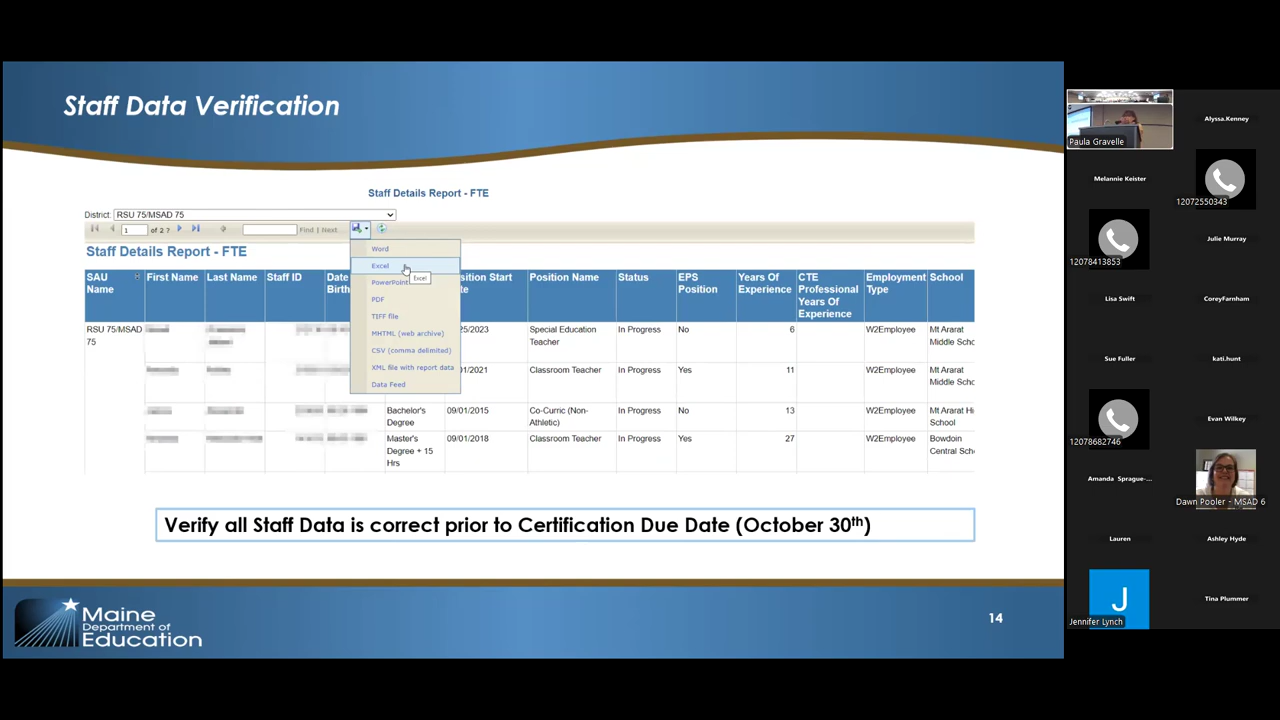 Staff Data Verification
Staff Details Report - FTE
District: RSU 75/MSAD 75
1 of 2 ? Find | Next
Staff Details Report - FTE
Word
Excel
Excel
PowerPoint
PDF
TIFF file
MHTML (web archive)
CSV (comma delimited)
XML file with report data
Data Feed
SAU Name First Name Last Name Staff ID Date Position Name Status EPS Position Years Of Experience CTE Professional Years Of Experience Employment Type School
RSU 75/MSAD 75 Special Education Teacher In Progress No 6 W2Employee Mt Ararat Middle
Classroom Teacher In Progress Yes 11 W2Employee Mt Ararat Middle
Bachelor's Degree 09/01/2015 Co-Curric (Non-Athletic) In Progress No 13 W2Employee Mt Ararat School
Master's Degree + 15 Hrs 09/01/2018 Classroom Teacher In Progress Yes 27 W2Employee Bowdoin Central
Verify all Staff Data is correct prior to Certification Due Date (October 30th)
Maine
Department of
Education
14
Paula Gravelle
Alyssa.Kenney
Melannie Keister
12072550343
12078413853
Julie Murray
Lisa Swift
CoreyFarnham
Sue Fuller
kati.hunt
12078682746
Evan Wilkey
Amanda Sprague-...
Dawn Pooler - MSAD 6
Lauren
Ashley Hyde
J
Jennifer Lynch
Tina Plummer